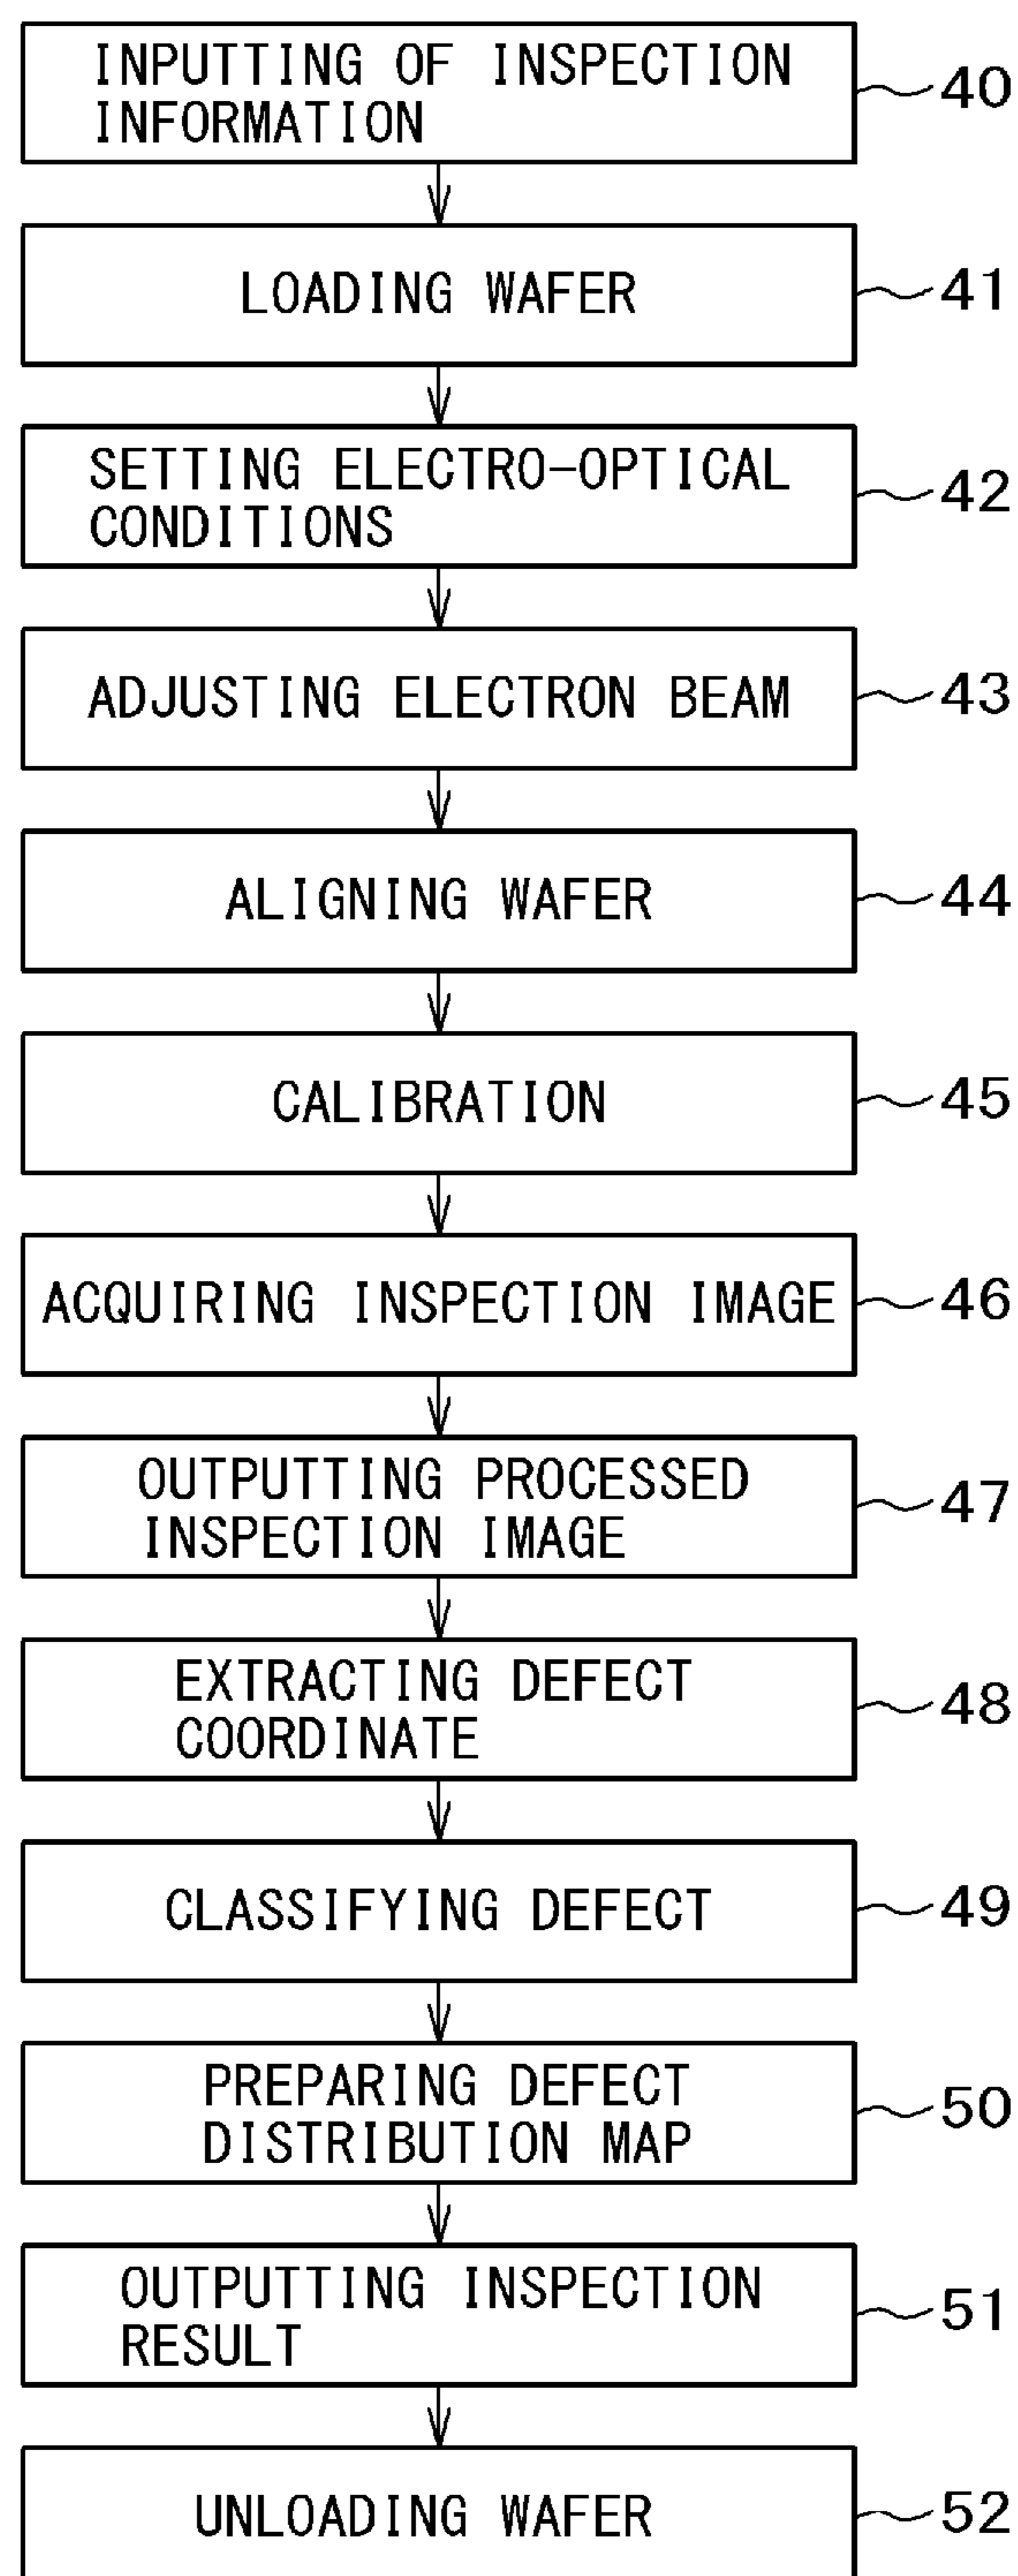 INPUTTING OF INSPECTION
INFORMATION
40
LOADING WAFER
41
SETTING ELECTRO-OPTICAL
CONDITIONS
42
ADJUSTING ELECTRON BEAM
43
ALIGNING WAFER
44
CALIBRATION
45
ACQUIRING INSPECTION IMAGE
46
OUTPUTTING PROCESSED
INSPECTION IMAGE
47
EXTRACTING DEFECT
COORDINATE
48
CLASSIFYING DEFECT
49
PREPARING DEFECT
DISTRIBUTION MAP
50
OUTPUTTING INSPECTION
RESULT
51
UNLOADING WAFER
52